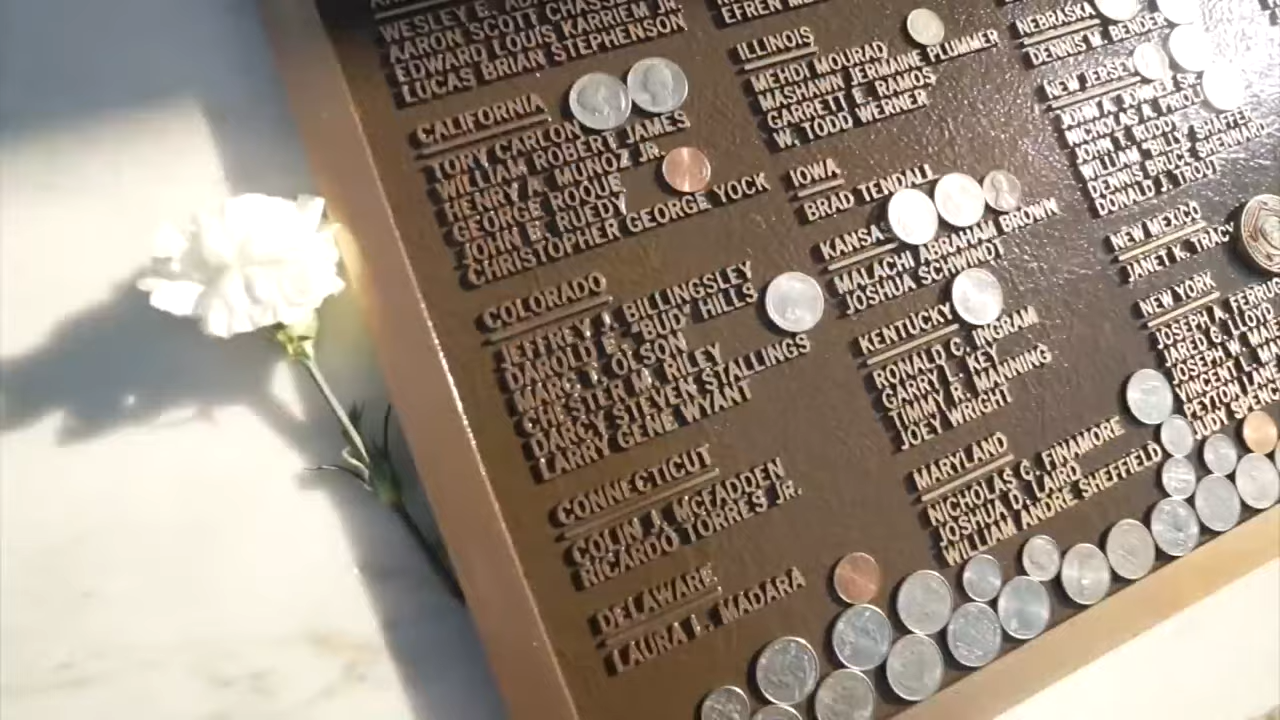 WESLEY E.
AARON SCOTT
EDWARD LOUIS KARRIEM JR.
LUCAS BRIAN STEPHENSON
CALIFORNIA
TORY CARLON
WILLIAM ROBERT JAMES
HENRY A. MUNOZ JR.
GEORGE ROQUE
JOHN E. RUEDY
CHRISTOPHER GEORGE YOCK
COLORADO
JEFFREY J. BILLINGSLEY
DAROLD E. "BUD" HILLS
MARC T. OLSON
CHESTER M. RILEY
DARCY STEVEN STALLINGS
LARRY GENE WYANT
CONNECTICUT
COLIN J. MCFADDEN
RICARDO TORRES JR.
DELAWARE
LAURA L. MADARA
EFREN
ILLINOIS
MEHDI MOURAD
MASHAWN JERMAINE PLUMMER
GARRETT E. RAMOS
W. TODD WERNER
IOWA
BRAD TENDALL
KANSA
MALACHI ABRAHAM BROWN
JOSHUA SCHWINDT
KENTUCKY
RONALD C. INGRAM
GARRY L. KEY
TIMMY R. MANNING
JOEY WRIGHT
MARYLAND
NICHOLAS C. FINAMORE
JOSHUA D. LAIRD
WILLIAM ANDRE SHEFFIELD
NEBRASKA
DENNIS M. BENDER
NEW JERSEY
JOHN A. SR.
NICHOLAS A. PRIOLI
JOHN T. RUDDY
WILLIAM "BILLY" SHAFFER
DENNIS BRUCE SHENNARD
DONALD J. TROUT
NEW MEXICO
JANET K. TRACY
NEW YORK
JOSEPH A.
JARED C. LLOYD
JOSEPH W.
VINCENT L.
PEYTON
JUDY